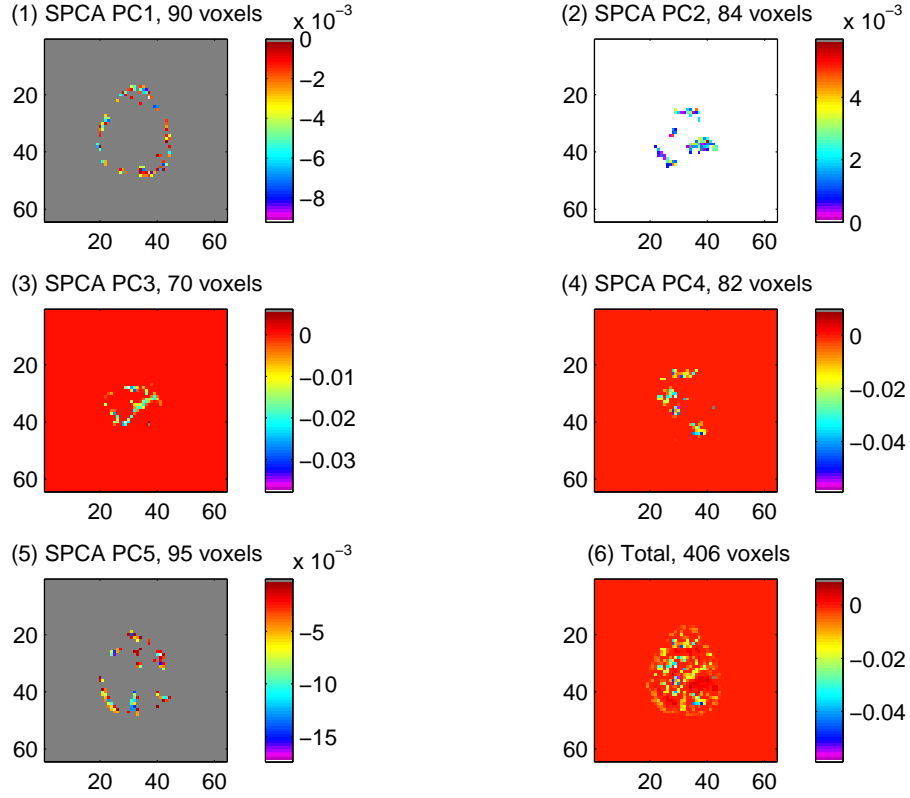 (1) SPCA PC1, 90 voxels
x 10⁻³
20
40
60
20 40 60
0
−2
−4
−6
−8
(2) SPCA PC2, 84 voxels
x 10⁻³
20
40
60
20 40 60
4
2
0
(3) SPCA PC3, 70 voxels
20
40
60
20 40 60
0
−0.01
−0.02
−0.03
(4) SPCA PC4, 82 voxels
20
40
60
20 40 60
0
−0.02
−0.04
(5) SPCA PC5, 95 voxels
x 10⁻³
20
40
60
20 40 60
−5
−10
−15
(6) Total, 406 voxels
20
40
60
20 40 60
0
−0.02
−0.04